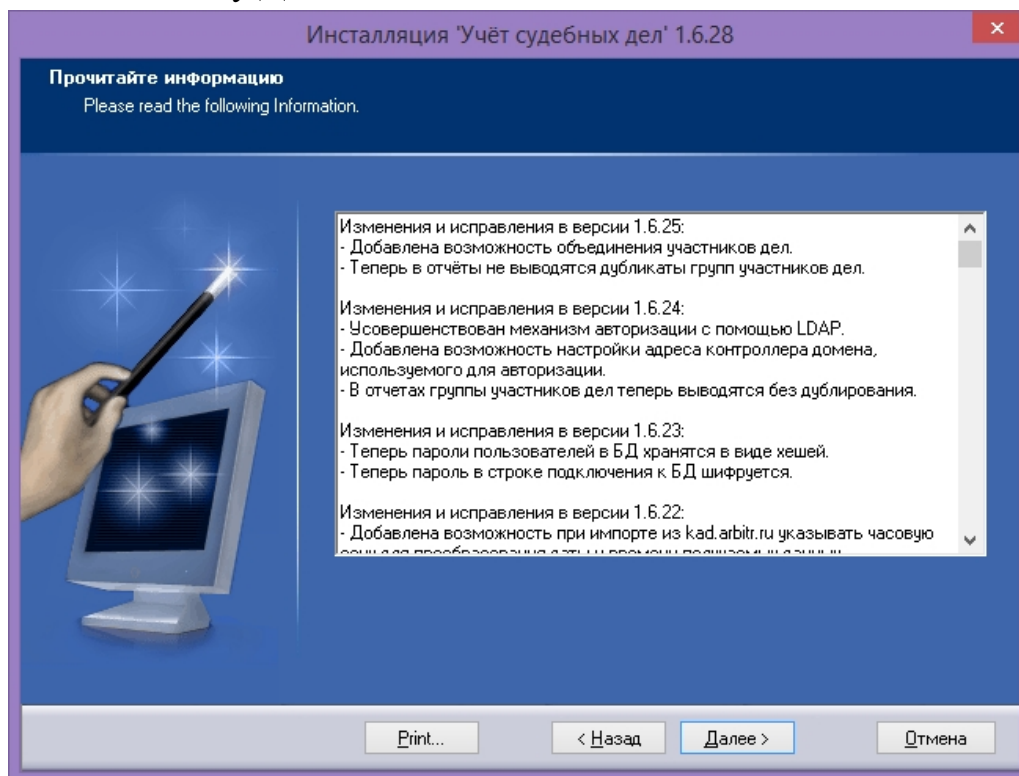 Инсталляция 'Учёт судебных дел' 1.6.28
Прочитайте информацию
Please read the following Information.
Изменения и исправления в версии 1.6.25:
- Добавлена возможность объединения участников дел.
- Теперь в отчёты не выводятся дубликаты групп участников дел.
Изменения и исправления в версии 1.6.24:
- Усовершенствован механизм авторизации с помощью LDAP.
- Добавлена возможность настройки адреса контроллера домена,
используемого для авторизации.
- В отчетах группы участников дел теперь выводятся без дублирования.
Изменения и исправления в версии 1.6.23:
- Теперь пароли пользователей в БД хранятся в виде хешей.
- Теперь пароль в строке подключения к БД шифруется.
Изменения и исправления в версии 1.6.22:
- Добавлена возможность при импорте из kad.arbitr.ru указывать часовую
Print...
< Назад
Далее >
Отмена